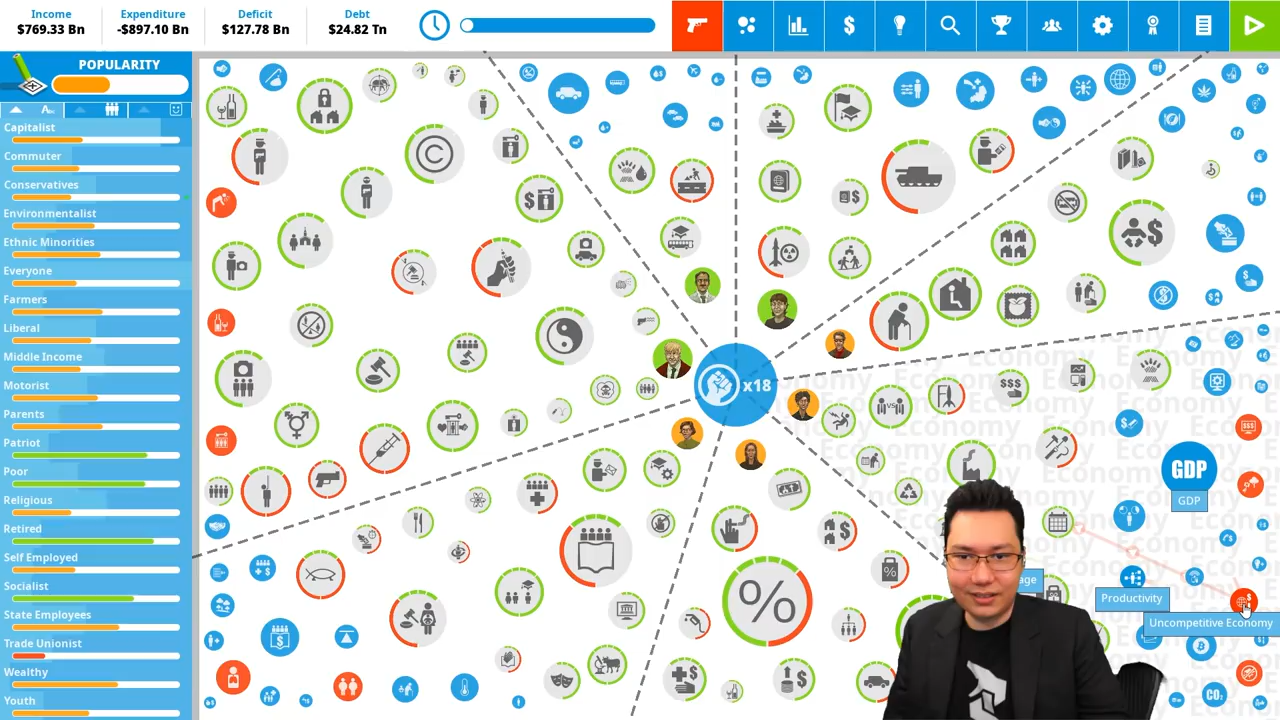 Income
Expenditure
Deficit
Debt
$769.33 Bn
-$897.10 Bn
$127.78 Bn
$24.82 Tn
POPULARITY
Capitalist
Commuter
Conservatives
Environmentalist
Ethnic Minorities
Everyone
Farmers
Liberal
Middle Income
Motorist
Parents
Patriot
Poor
Religious
Retired
Self Employed
Socialist
State Employees
Trade Unionist
Wealthy
Youth
x18
GDP
GDP
Productivity
Uncompetitive Economy
Economy
VS
$$$
%
CO₂